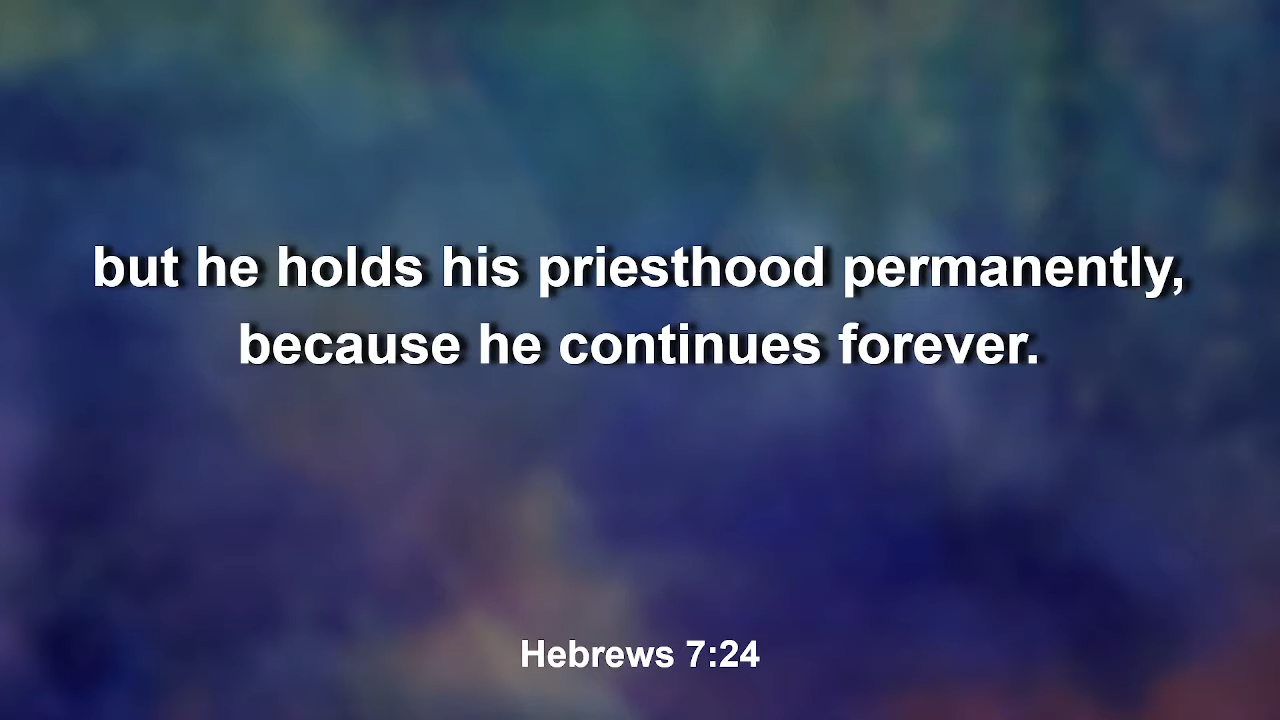 but he holds his priesthood permanently,
because he continues forever.
Hebrews 7:24